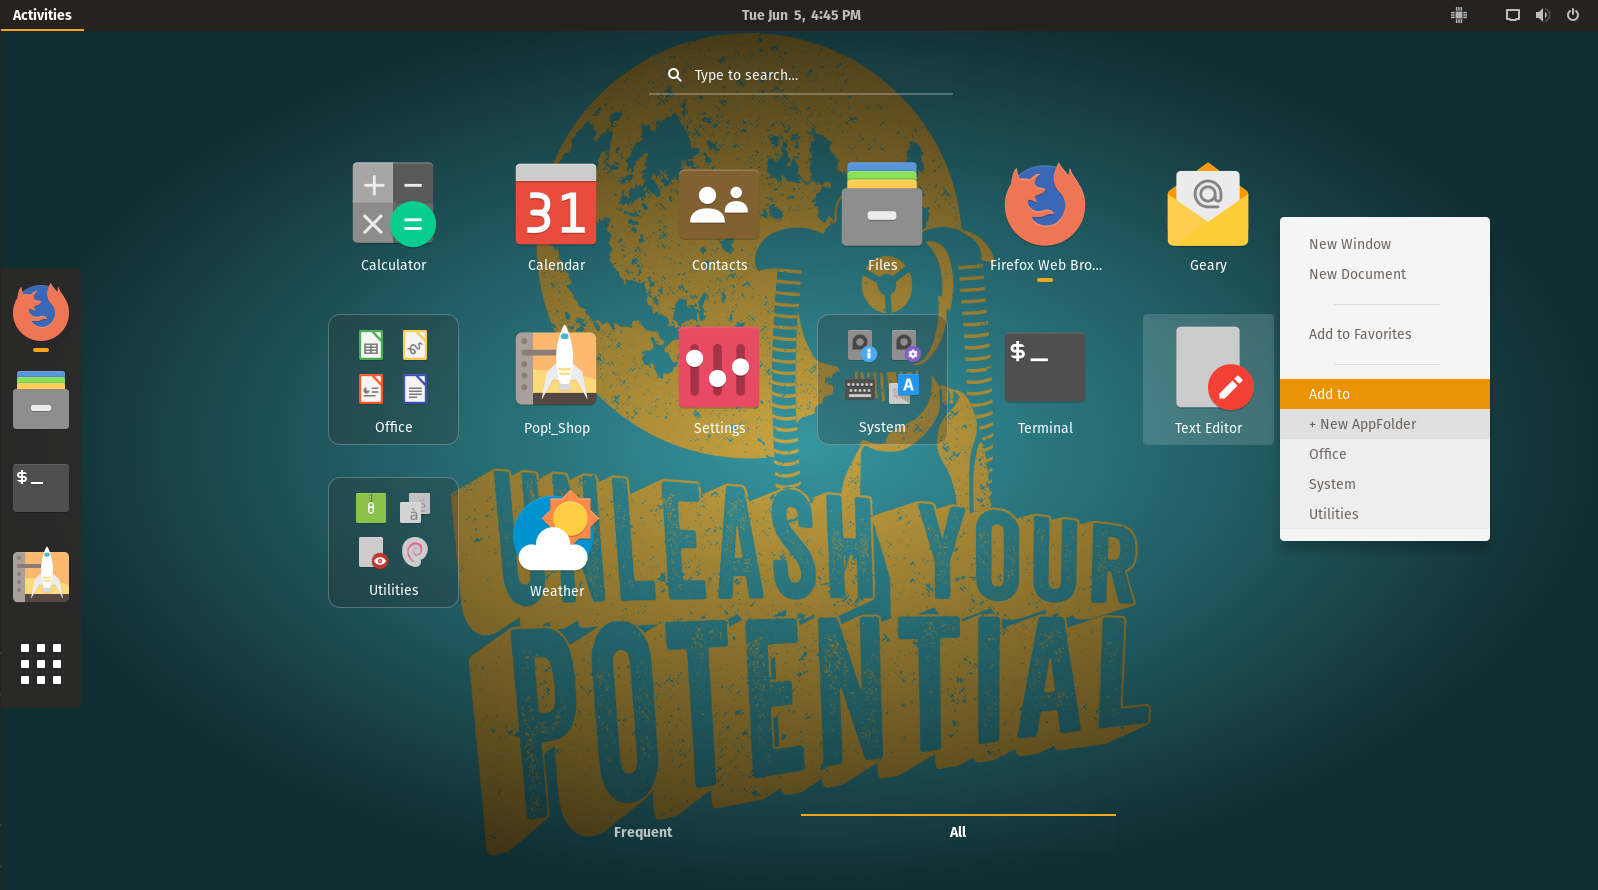 Activities
Tue Jun 5, 4:45 PM
Type to search...
31
@
Calculator
Calendar
Contacts
Files
Firefox Web Bro...
Geary
New Window
New Document
Add to Favorites
Add to
+ New AppFolder
Office
System
Utilities
$_
$_
A
Office
Pop!_Shop
Settings
System
Terminal
Text Editor
à
Utilities
Weather
UNLEASH YOUR
POTENTIAL
Frequent
All